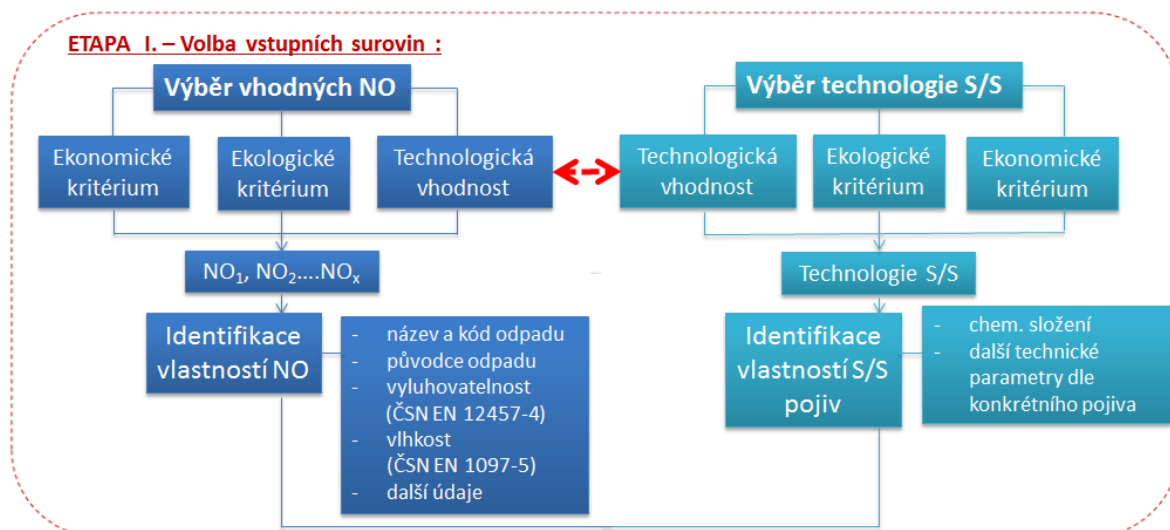 ETAPA I. – Volba vstupních surovin :
Výběr vhodných NO
Ekonomické
kritérium
Ekologické
kritérium
Technologická
vhodnost
NO₁, NO₂....NOₓ
Identifikace
vlastností NO
- název a kód odpadu
- původce odpadu
- vyluhovatelnost
(ČSN EN 12457-4)
- vlhkost
(ČSN EN 1097-5)
- další údaje
Výběr technologie S/S
Technologická
vhodnost
Ekologické
kritérium
Ekonomické
kritérium
Technologie S/S
Identifikace
vlastností S/S
pojiv
- chem. složení
- další technické
parametry dle
konkrétního pojiva